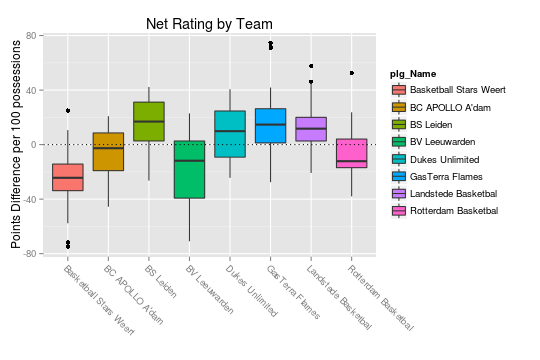 Net Rating by Team
Points Difference per 100 possessions
80
40
0
-40
-80
Basketball Stars Weert
BC APOLLO A'dam
BS Leiden
BV Leeuwarden
Dukes Unlimited
GasTerra Flames
Landstede Basketbal
Rotterdam Basketbal
plg_Name
Basketball Stars Weert
BC APOLLO A'dam
BS Leiden
BV Leeuwarden
Dukes Unlimited
GasTerra Flames
Landstede Basketbal
Rotterdam Basketbal